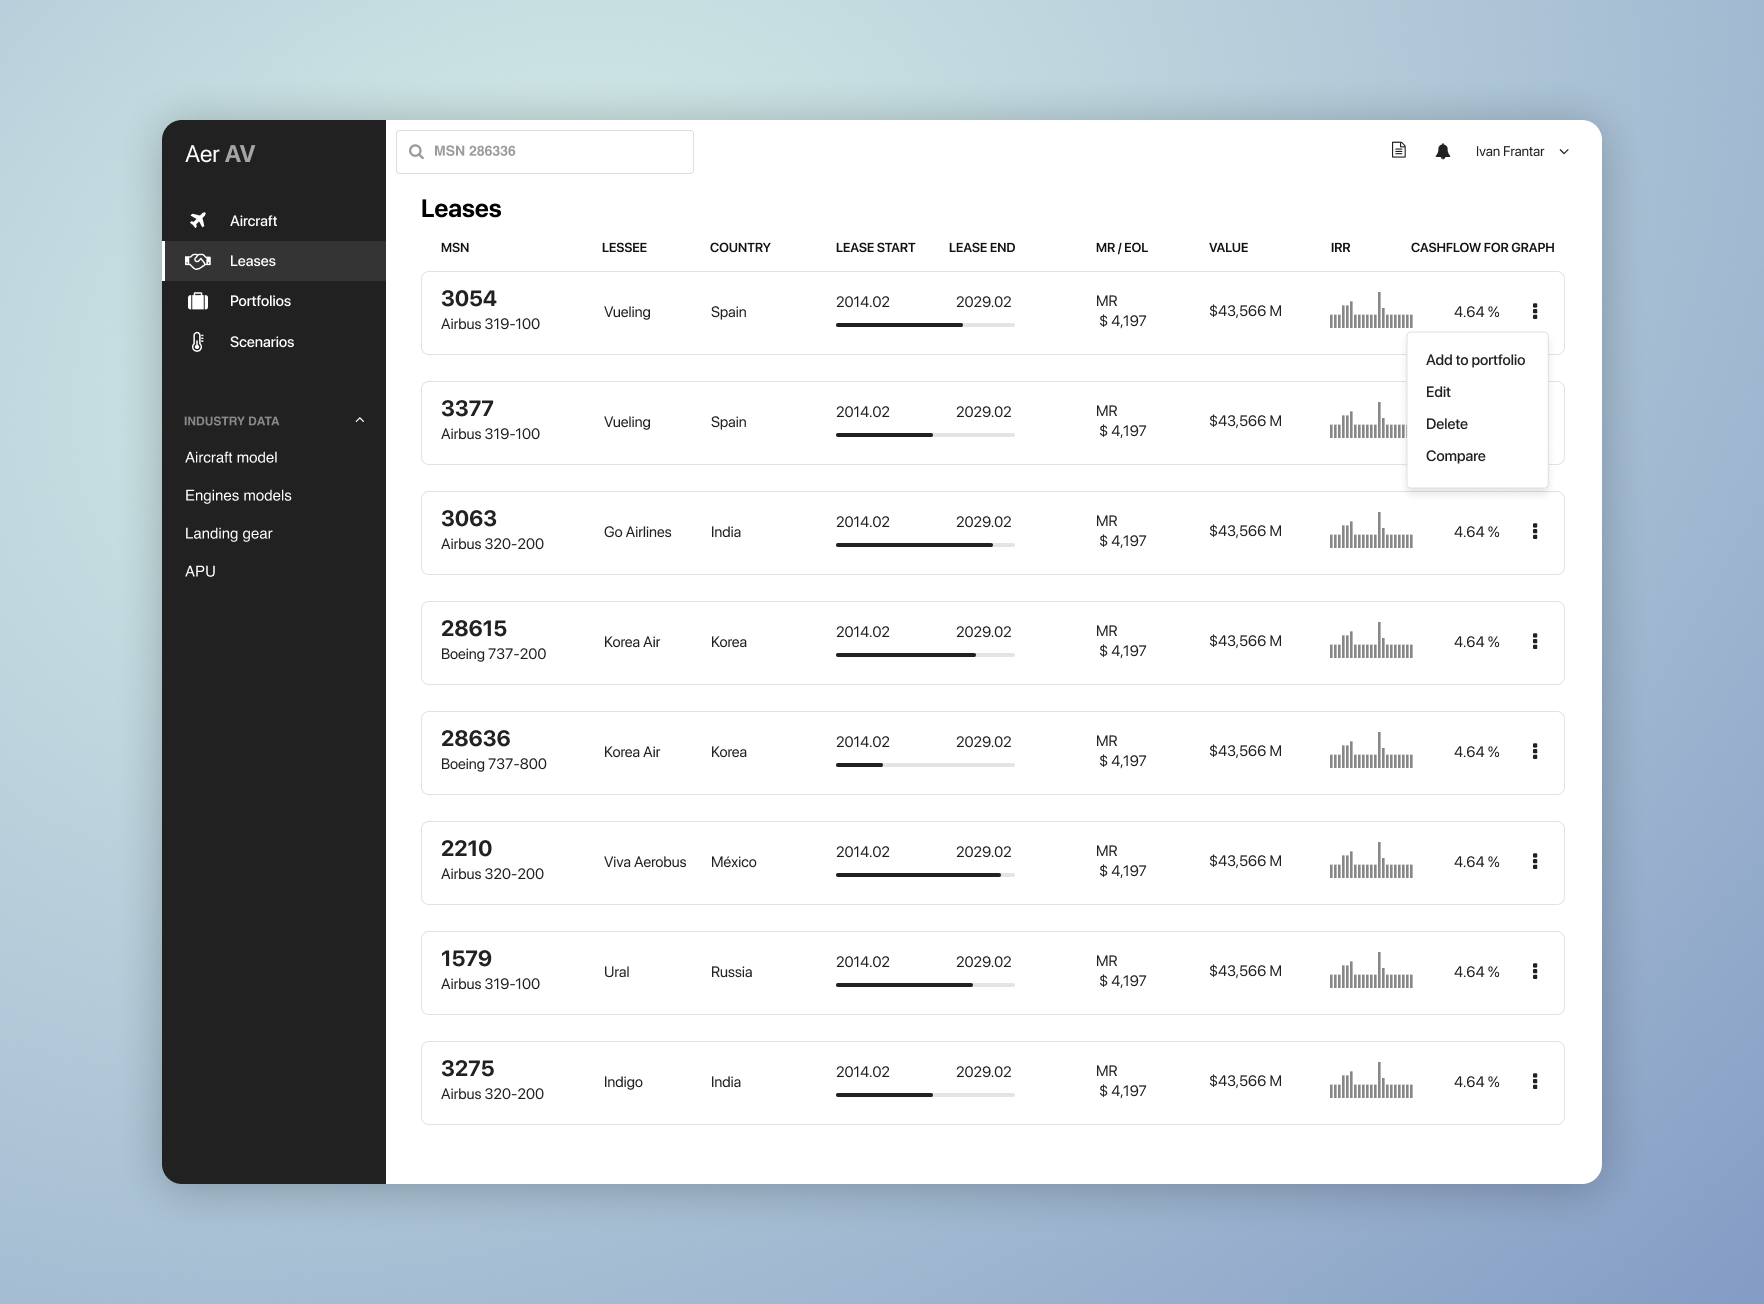 Aer AV
Aircraft
Leases
Portfolios
Scenarios
INDUSTRY DATA
Aircraft model
Engines models
Landing gear
APU
MSN 286336
Ivan Frantar
Leases
MSN LESSEE COUNTRY LEASE START LEASE END MR / EOL VALUE IRR CASHFLOW FOR GRAPH
3054
Airbus 319-100
Vueling
Spain
2014.02 2029.02
MR
$ 4,197
$43,566 M
4.64 %
Add to portfolio
Edit
Delete
Compare
3377
Airbus 319-100
Vueling
Spain
2014.02 2029.02
MR
$ 4,197
$43,566 M
3063
Airbus 320-200
Go Airlines
India
2014.02 2029.02
MR
$ 4,197
$43,566 M
4.64 %
28615
Boeing 737-200
Korea Air
Korea
2014.02 2029.02
MR
$ 4,197
$43,566 M
4.64 %
28636
Boeing 737-800
Korea Air
Korea
2014.02 2029.02
MR
$ 4,197
$43,566 M
4.64 %
2210
Airbus 320-200
Viva Aerobus
México
2014.02 2029.02
MR
$ 4,197
$43,566 M
4.64 %
1579
Airbus 319-100
Ural
Russia
2014.02 2029.02
MR
$ 4,197
$43,566 M
4.64 %
3275
Airbus 320-200
Indigo
India
2014.02 2029.02
MR
$ 4,197
$43,566 M
4.64 %